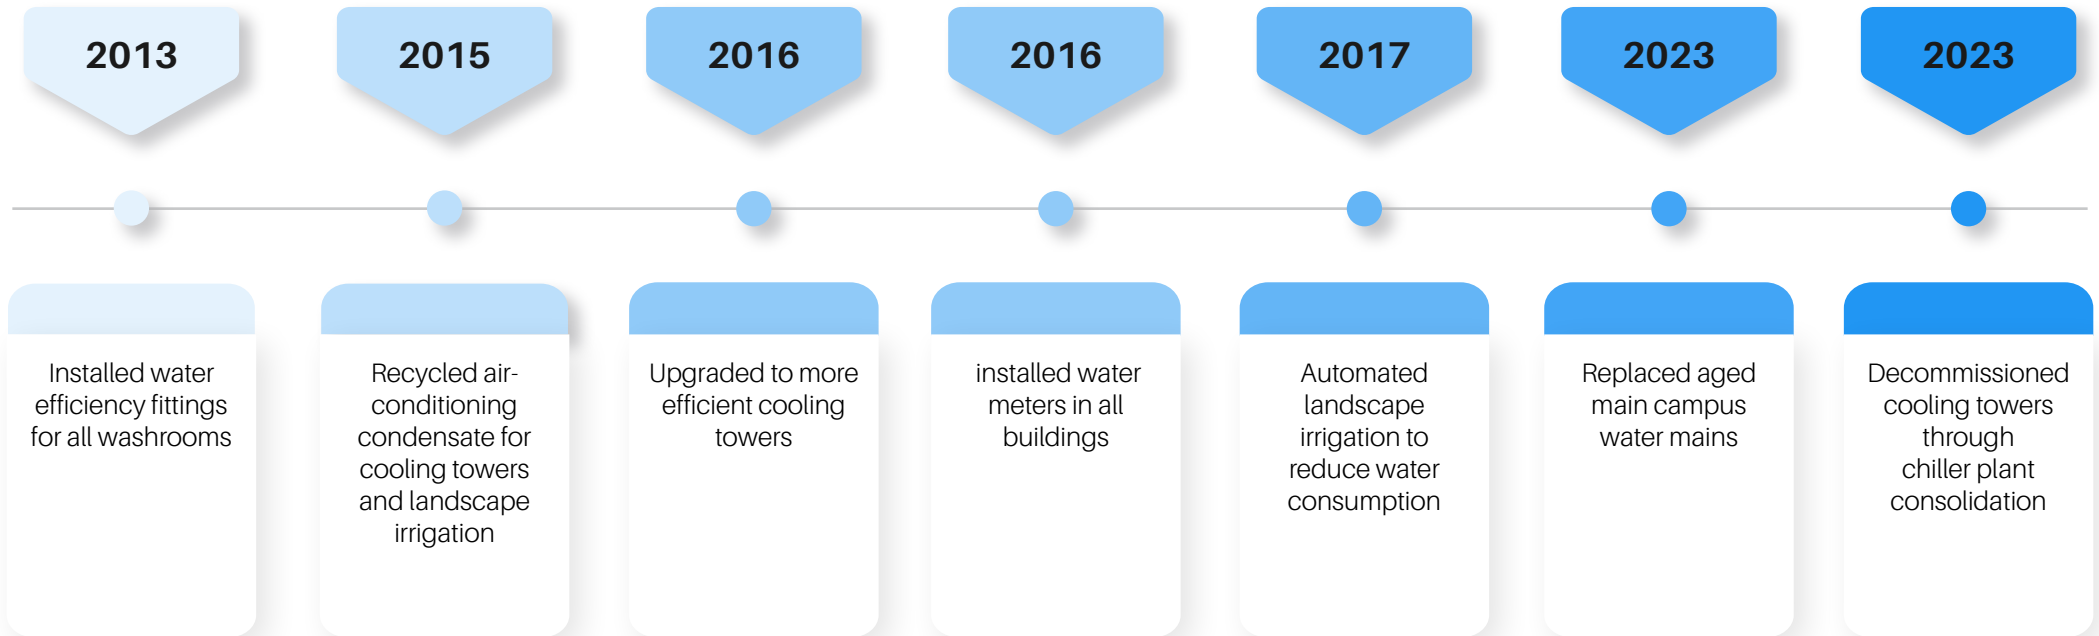 2013
2015
2016
2016
2017
2023
2023
Installed water
efficiency fittings
for all washrooms
Recycled air-
conditioning
condensate for
cooling towers
and landscape
irrigation
Upgraded to more
efficient cooling
towers
installed water
meters in all
buildings
Automated
landscape
irrigation to
reduce water
consumption
Replaced aged
main campus
water mains
Decommissioned
cooling towers
through
chiller plant
consolidation